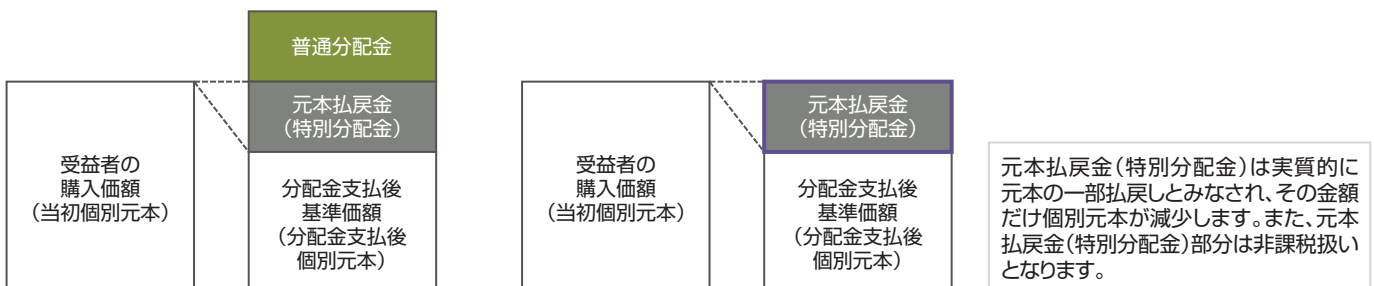 普通分配金
元本払戻金
(特別分配金)
受益者の
購入価額
(当初個別元本)
分配金支払後
基準価額
(分配金支払後
個別元本)
元本払戻金
(特別分配金)
受益者の
購入価額
(当初個別元本)
分配金支払後
基準価額
(分配金支払後
個別元本)
元本払戻金(特別分配金)は実質的に
元本の一部払戻しとみなされ、その金額
だけ個別元本が減少します。また、元本
払戻金(特別分配金)部分は非課税扱い
となります。